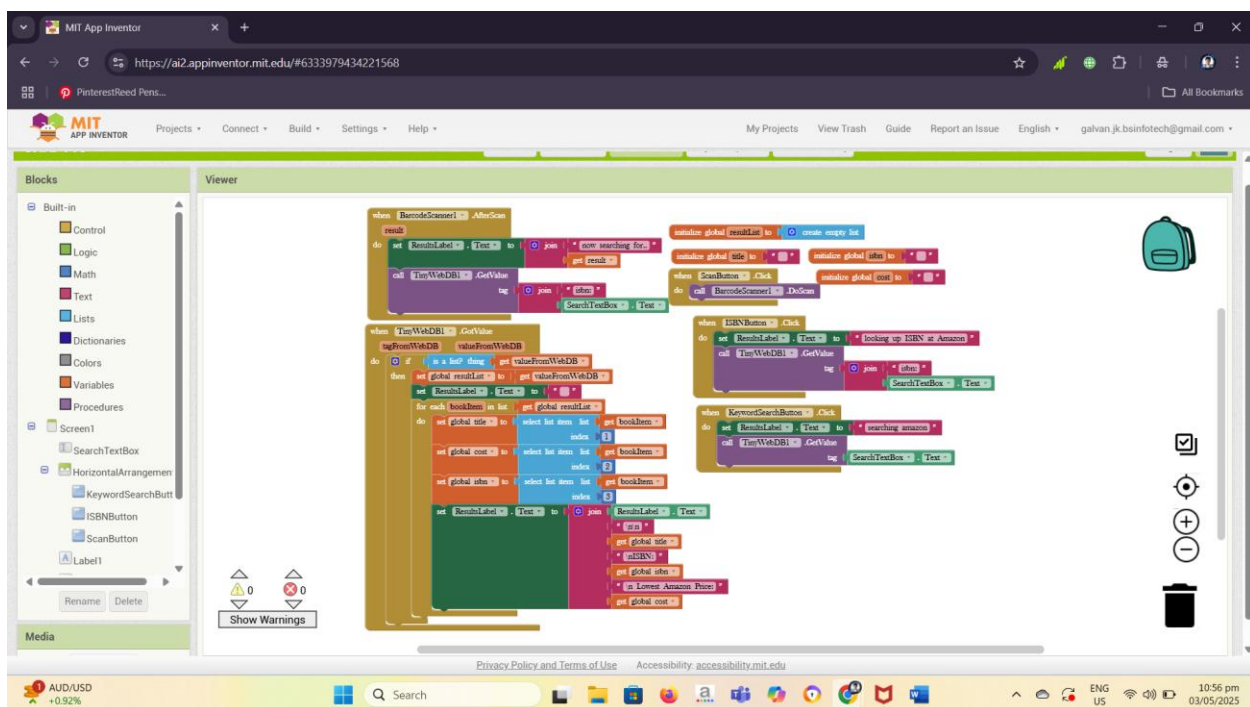 MIT App Inventor
https://ai2.appinventor.mit.edu/#6333979434221568
PinterestReed Pens...
All Bookmarks
MIT
APP INVENTOR
Projects
Connect
Build
Settings
Help
My Projects
View Trash
Guide
Report an Issue
English
galvan.jk.bsinfotech@gmail.com
Blocks
Viewer
Built-in
Control
Logic
Math
Text
Lists
Dictionaries
Colors
Variables
Procedures
Screen1
SearchTextBox
HorizontalArrangemen
KeywordSearchButt
ISBNButton
ScanButton
Label1
Rename Delete
Media
when BarcodeScanner1 .AfterScan
result
do set ResultsLabel . Text to join " now searching for.. "
get result
call TinyWebDB1 .GetValue
tag join " isbn: "
SearchTextBox . Text
when TinyWebDB1 .GotValue
tagFromWebDB valueFromWebDB
do if is a list? thing get valueFromWebDB
then set global resultList to get valueFromWebDB
set ResultsLabel . Text to " "
for each bookItem in list get global resultList
do set global title to select list item list get bookItem
index 1
set global cost to select list item list get bookItem
index 2
set global isbn to select list item list get bookItem
index 3
set ResultsLabel . Text to join ResultsLabel . Text
" \n\n "
get global title
" \nISBN: "
get global isbn
" \n Lowest Amazon Price: "
get global cost
initialize global resultList to create empty list
initialize global title to " "
initialize global isbn to " "
initialize global cost to " "
when ScanButton .Click
do call BarcodeScanner1 .DoScan
when ISBNButton .Click
do set ResultsLabel . Text to " looking up ISBN at Amazon "
call TinyWebDB1 .GetValue
tag join " isbn: "
SearchTextBox . Text
when KeywordSearchButton .Click
do set ResultsLabel . Text to " searching amazon "
call TinyWebDB1 .GetValue
tag SearchTextBox . Text
0 0
Show Warnings
Privacy Policy and Terms of Use
Accessibility: accessibility.mit.edu
1
AUD/USD
+0.92%
Search
ENG
US
10:56 pm
03/05/2025